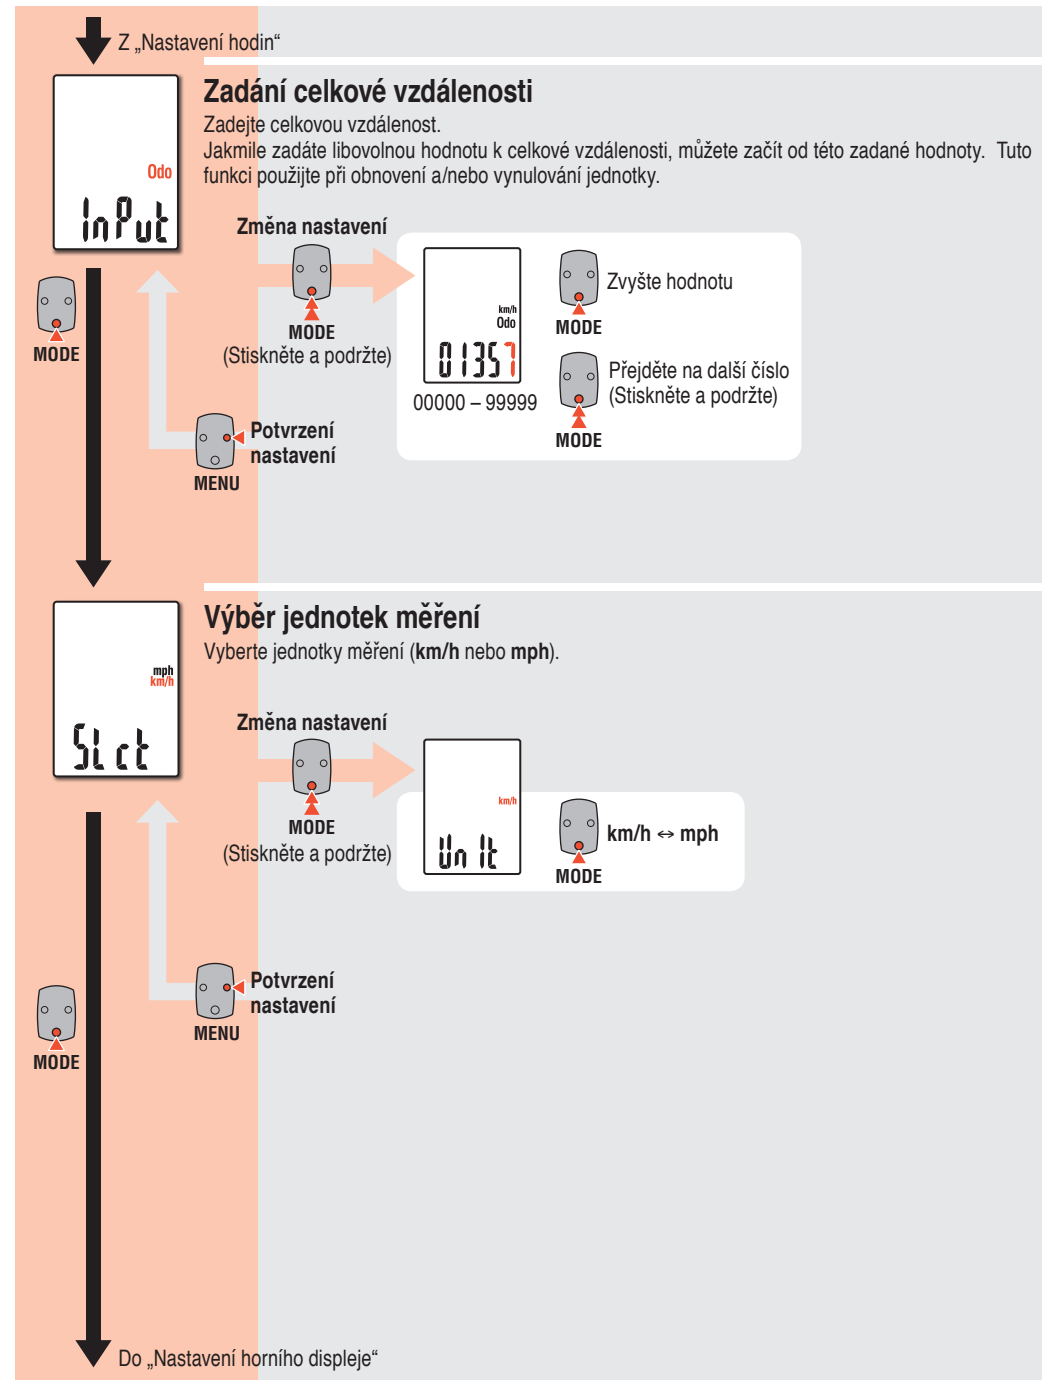 Z „Nastavení hodin“
Zadání celkové vzdálenosti
Zadejte celkovou vzdálenost.
Jakmile zadáte libovolnou hodnotu k celkové vzdálenosti, můžete začít od této zadané hodnoty. Tuto
funkci použijte při obnovení a/nebo vynulování jednotky.
Odo
InPut
Změna nastavení
MODE
(Stiskněte a podržte)
km/h
Odo
01357
00000 – 99999
Zvyšte hodnotu
MODE
Přejděte na další číslo
(Stiskněte a podržte)
MODE
MODE
Potvrzení
nastavení
MENU
Výběr jednotek měření
Vyberte jednotky měření (km/h nebo mph).
mph
km/h
SLct
Změna nastavení
MODE
(Stiskněte a podržte)
km/h
UnIt
km/h ⇔ mph
MODE
Potvrzení
nastavení
MENU
MODE
Do „Nastavení horního displeje“